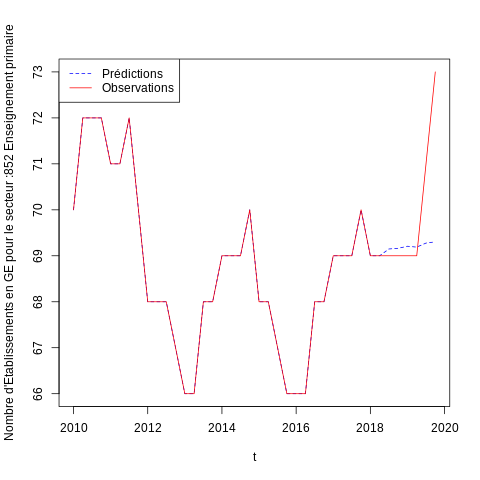 Nombre d'Etablissements en GE pour le secteur :852 Enseignement primaire
Prédictions
Observations
73
72
71
70
69
68
67
66
2010 2012 2014 2016 2018 2020
t